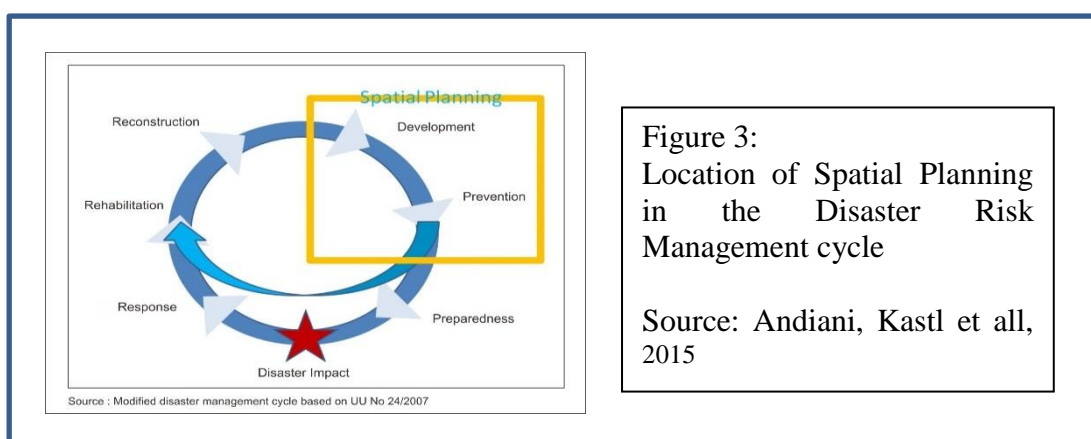 Spatial Planning
Reconstruction
Development
Rehabilitation
Prevention
Response
Preparedness
Disaster Impact
Source : Modified disaster management cycle based on UU No 24/2007
Figure 3:
Location of Spatial Planning
in the Disaster Risk
Management cycle
Source: Andiani, Kastl et all,
2015